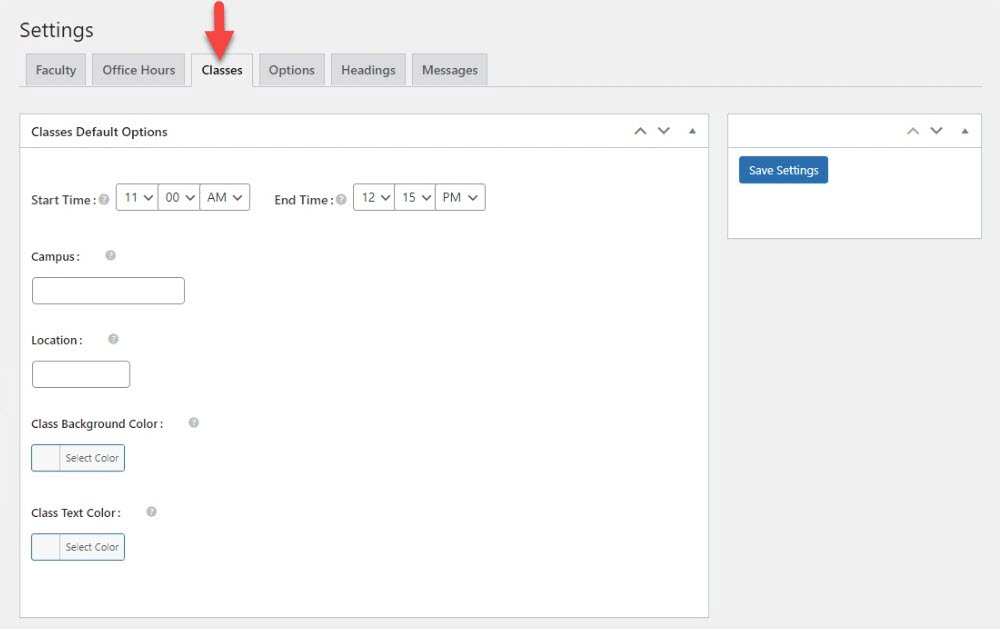 Settings
Faculty Office Hours Classes Options Headings Messages
Classes Default Options
Save Settings
Start Time : ? 11 00 AM End Time : ? 12 15 PM
Campus : ?
Location : ?
Class Background Color : ?
Select Color
Class Text Color : ?
Select Color